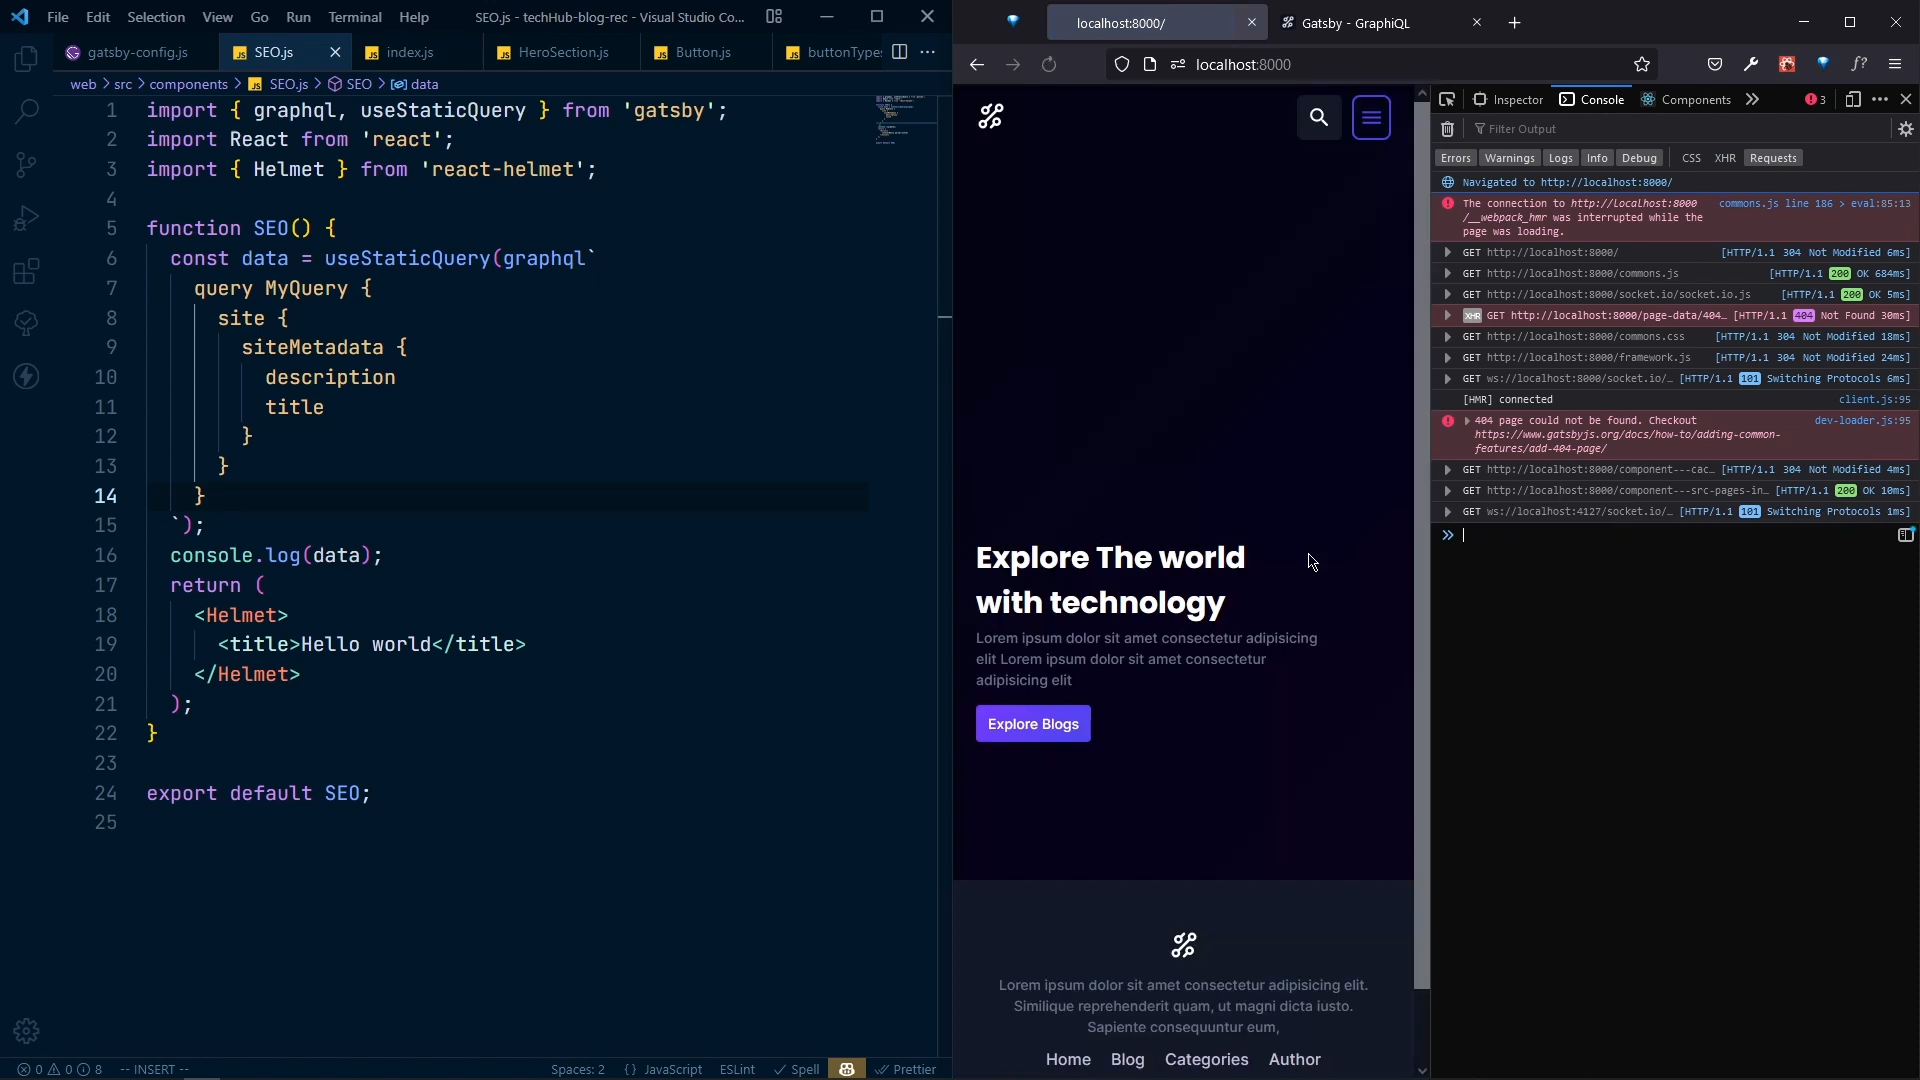 File Edit Selection View Go Run Terminal Help SEO.js - techHub-blog-rec - Visual Studio Co...
gatsby-config.js SEO.js index.js HeroSection.js Button.js buttonType
web > src > components > SEO.js > SEO > data
1 import { graphql, useStaticQuery } from 'gatsby';
2 import React from 'react';
3 import { Helmet } from 'react-helmet';
4
5 function SEO() {
6 const data = useStaticQuery(graphql`
7 query MyQuery {
8 site {
9 siteMetadata {
10 description
11 title
12 }
13 }
14 }
15 `);
16 console.log(data);
17 return (
18 <Helmet>
19 <title>Hello world</title>
20 </Helmet>
21 );
22 }
23
24 export default SEO;
25
0 0 8 -- INSERT -- Spaces: 2 {} JavaScript ESLint Spell Prettier
localhost:8000/ Gatsby - GraphiQL
localhost:8000
Explore The world
with technology
Lorem ipsum dolor sit amet consectetur adipisicing
elit Lorem ipsum dolor sit amet consectetur
adipisicing elit
Explore Blogs
Lorem ipsum dolor sit amet consectetur adipisicing elit.
Similique reprehenderit quam, ut magni dicta iusto.
Sapiente consequuntur eum,
Home Blog Categories Author
Inspector Console Components 3
Filter Output
Errors Warnings Logs Info Debug CSS XHR Requests
Navigated to http://localhost:8000/
The connection to http://localhost:8000 commons.js line 186 > eval:85:13
/__webpack_hmr was interrupted while the
page was loading.
GET http://localhost:8000/ [HTTP/1.1 304 Not Modified 6ms]
GET http://localhost:8000/commons.js [HTTP/1.1 200 OK 684ms]
GET http://localhost:8000/socket.io/socket.io.js [HTTP/1.1 200 OK 5ms]
XHR GET http://localhost:8000/page-data/404… [HTTP/1.1 404 Not Found 30ms]
GET http://localhost:8000/commons.css [HTTP/1.1 304 Not Modified 18ms]
GET http://localhost:8000/framework.js [HTTP/1.1 304 Not Modified 24ms]
GET ws://localhost:8000/socket.io/… [HTTP/1.1 101 Switching Protocols 6ms]
[HMR] connected client.js:95
404 page could not be found. Checkout dev-loader.js:95
https://www.gatsbyjs.org/docs/how-to/adding-common-
features/add-404-page/
GET http://localhost:8000/component---cac… [HTTP/1.1 304 Not Modified 4ms]
GET http://localhost:8000/component---src-pages-in… [HTTP/1.1 200 OK 10ms]
GET ws://localhost:4127/socket.io/… [HTTP/1.1 101 Switching Protocols 1ms]